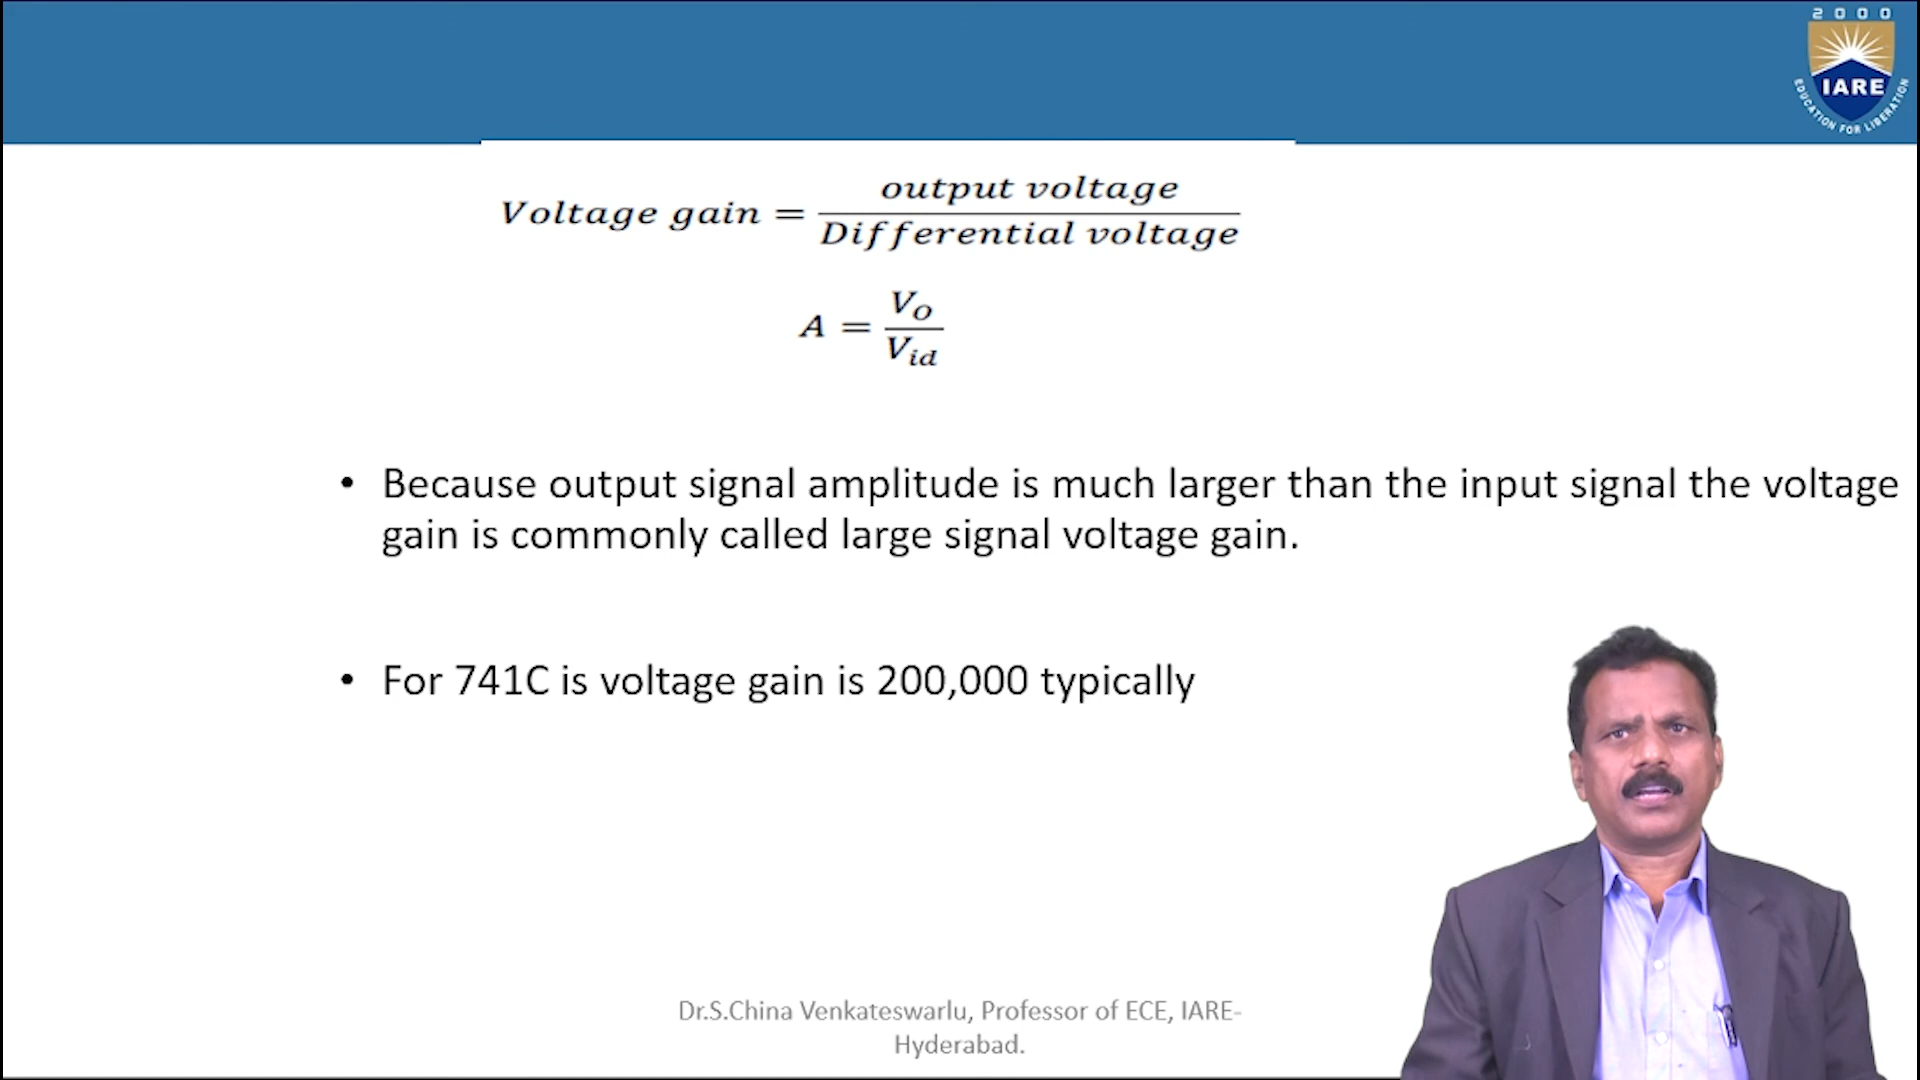 2000
IARE
EDUCATION FOR LIBERATION
Voltage gain = output voltage / Differential voltage
A = V_O / V_id
• Because output signal amplitude is much larger than the input signal the voltage
gain is commonly called large signal voltage gain.
• For 741C is voltage gain is 200,000 typically
Dr.S.China Venkateswarlu, Professor of ECE, IARE-
Hyderabad.